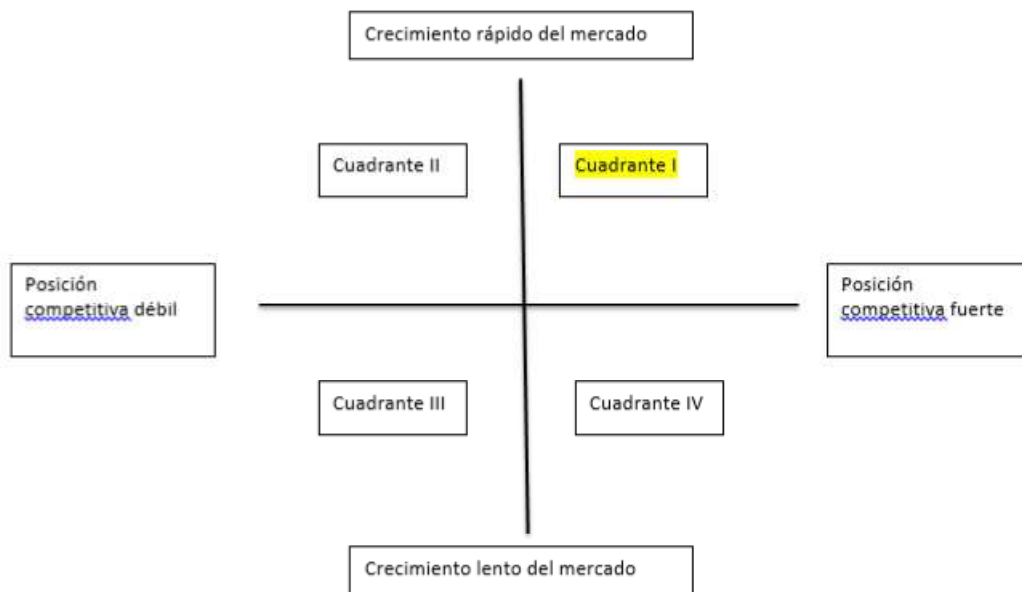 Crecimiento rápido del mercado
Cuadrante II
Cuadrante I
Posición
competitiva débil
Posición
competitiva fuerte
Cuadrante III
Cuadrante IV
Crecimiento lento del mercado